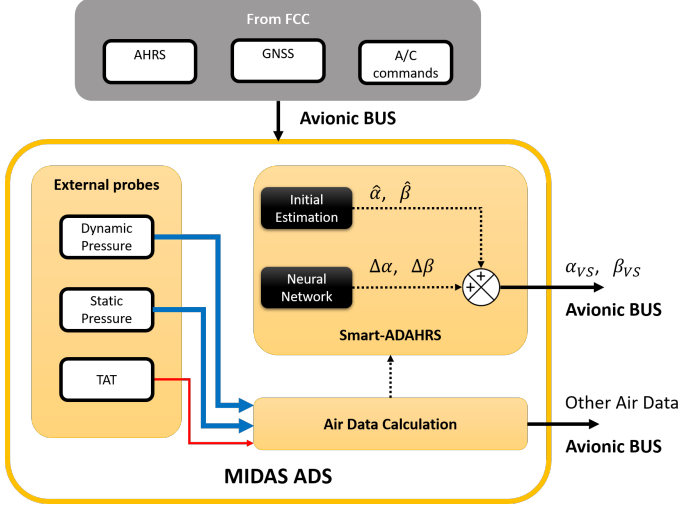 From FCC
AHRS
GNSS
A/C
commands
Avionic BUS
External probes
Dynamic
Pressure
Static
Pressure
TAT
Initial
Estimation
α̂, β̂
Neural
Network
Δα, Δβ
+
+
Smart-ADAHRS
α_VS, β_VS
Avionic BUS
Air Data Calculation
Other Air Data
Avionic BUS
MIDAS ADS